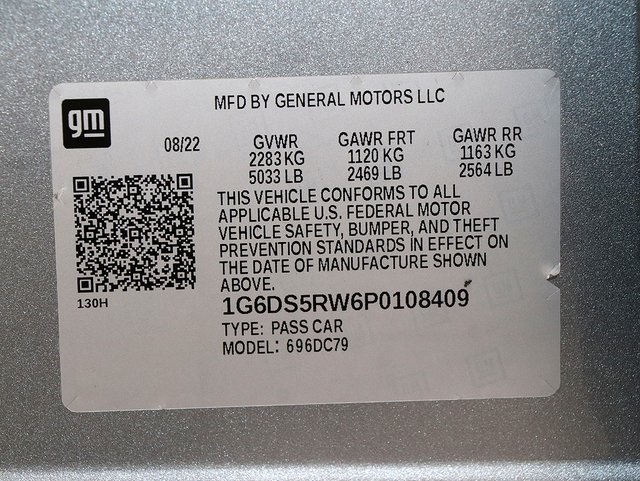 gm
MFD BY GENERAL MOTORS LLC
08/22 GVWR GAWR FRT GAWR RR
2283 KG 1120 KG 1163 KG
5033 LB 2469 LB 2564 LB
THIS VEHICLE CONFORMS TO ALL
APPLICABLE U.S. FEDERAL MOTOR
VEHICLE SAFETY, BUMPER, AND THEFT
PREVENTION STANDARDS IN EFFECT ON
THE DATE OF MANUFACTURE SHOWN
ABOVE.
130H
1G6DS5RW6P0108409
TYPE: PASS CAR
MODEL: 696DC79